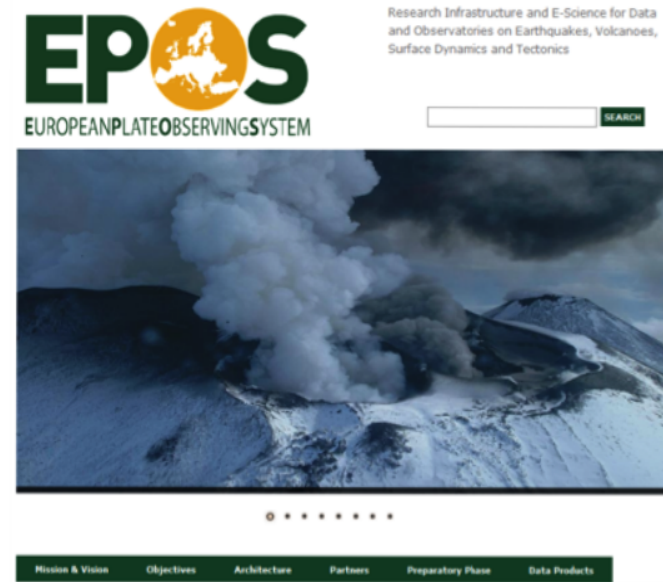 EPOS
EUROPEANPLATEOBSERVINGSYSTEM
Research Infrastructure and E-Science for Data
and Observatories on Earthquakes, Volcanoes,
Surface Dynamics and Tectonics
SEARCH
Mission & Vision Objectives Architecture Partners Preparatory Phase Data Products